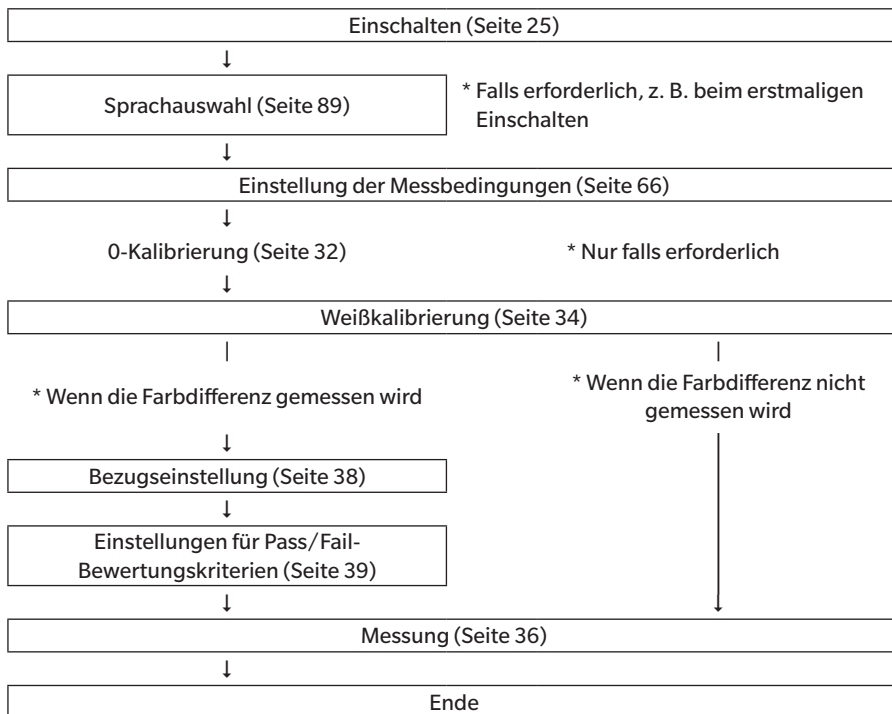 Einschalten (Seite 25)
↓
Sprachauswahl (Seite 89)
* Falls erforderlich, z. B. beim erstmaligen
Einschalten
↓
Einstellung der Messbedingungen (Seite 66)
↓
0-Kalibrierung (Seite 32)
* Nur falls erforderlich
↓
Weißkalibrierung (Seite 34)
* Wenn die Farbdifferenz gemessen wird
* Wenn die Farbdifferenz nicht
gemessen wird
↓
Bezugseinstellung (Seite 38)
↓
Einstellungen für Pass/Fail-
Bewertungskriterien (Seite 39)
↓
Messung (Seite 36)
↓
Ende